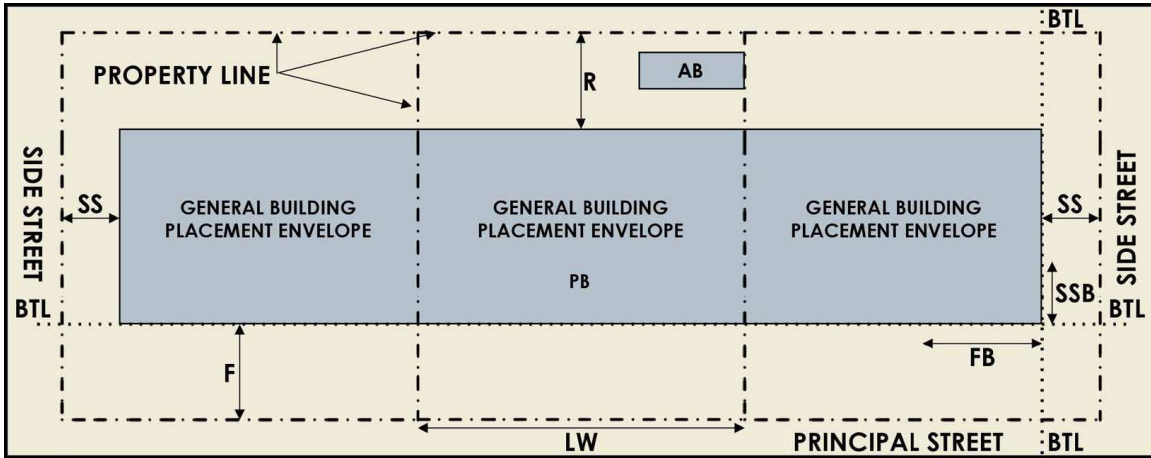 BTL
PROPERTY LINE
R
AB
SIDE STREET
SS
GENERAL BUILDING
PLACEMENT ENVELOPE
GENERAL BUILDING
PLACEMENT ENVELOPE
PB
GENERAL BUILDING
PLACEMENT ENVELOPE
SS
SIDE STREET
SSB
BTL
BTL
F
FB
LW
PRINCIPAL STREET
BTL